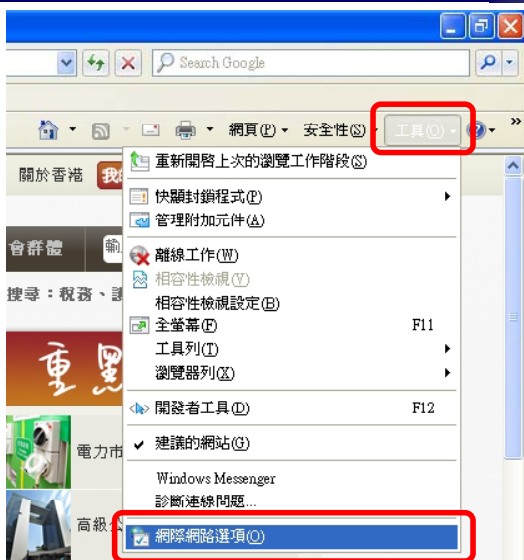 Search Google
網頁(P) 安全性(S) 工具(O) »
關於香港
重新開啓上次的瀏覽工作階段(S)
快顯封鎖程式(P)
管理附加元件(A)
會群體
離線工作(W)
相容性檢視(V)
搜尋：稅務、
相容性檢視設定(B)
全螢幕(F) F11
工具列(T)
瀏覽器列(X)
重點
開發者工具(D) F12
電力市
建議的網站(G)
Windows Messenger
診斷連線問題...
高級公
網際網路選項(O)